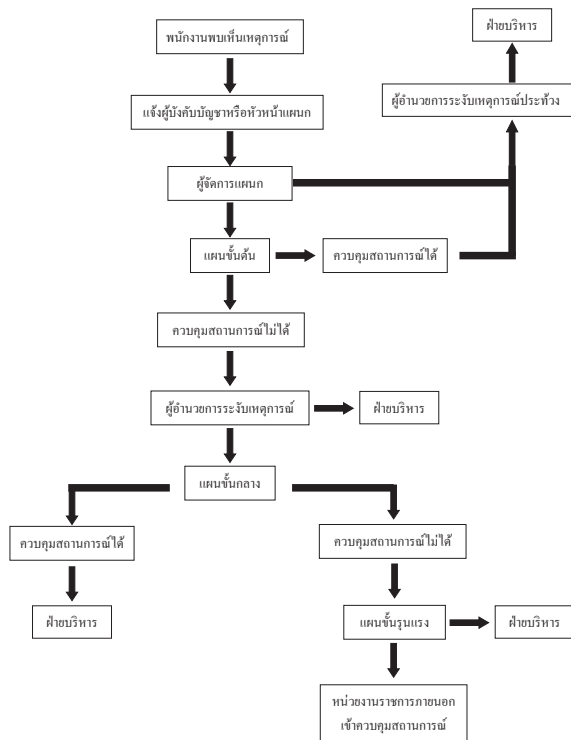 ฝ่ายบริหาร
พนักงานพบเห็นเหตุการณ์
ผู้อำนวยการระงับเหตุการณ์ประท้วง
แจ้งผู้บังคับบัญชาหรือหัวหน้าแผนก
ผู้จัดการแผนก
แผนขั้นต้น
ควบคุมสถานการณ์ได้
ควบคุมสถานการณ์ไม่ได้
ผู้อำนวยการระงับเหตุการณ์
ฝ่ายบริหาร
แผนขั้นกลาง
ควบคุมสถานการณ์ได้
ควบคุมสถานการณ์ไม่ได้
ฝ่ายบริหาร
แผนขั้นรุนแรง
ฝ่ายบริหาร
หน่วยงานราชการภายนอก
เข้าควบคุมสถานการณ์